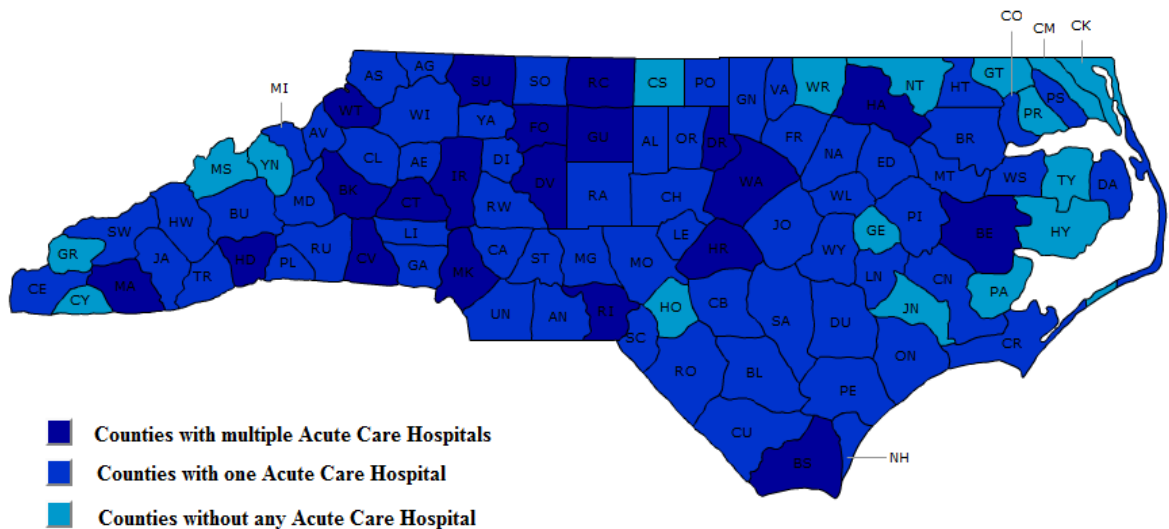 CO CM CK
MI
AS AG SU SO RC CS PO GN VA WR HA NT HT GT PR PS
WT WI YA FO GU AL OR DR FR NA ED BR
AV CL AE IR DI DV WA MT WS TY DA
MS YN MD BK CT RW RA CH WL PI BE HY
SW HW BU LI LE HR JO WY GE
GR JA HD PL RU CV GA MK CA ST MG MO LN CN PA
CE CY MA TR UN AN RI HO CB SA DU JN
SC ON CR
RO BL PE
CU BS NH
Counties with multiple Acute Care Hospitals
Counties with one Acute Care Hospital
Counties without any Acute Care Hospital